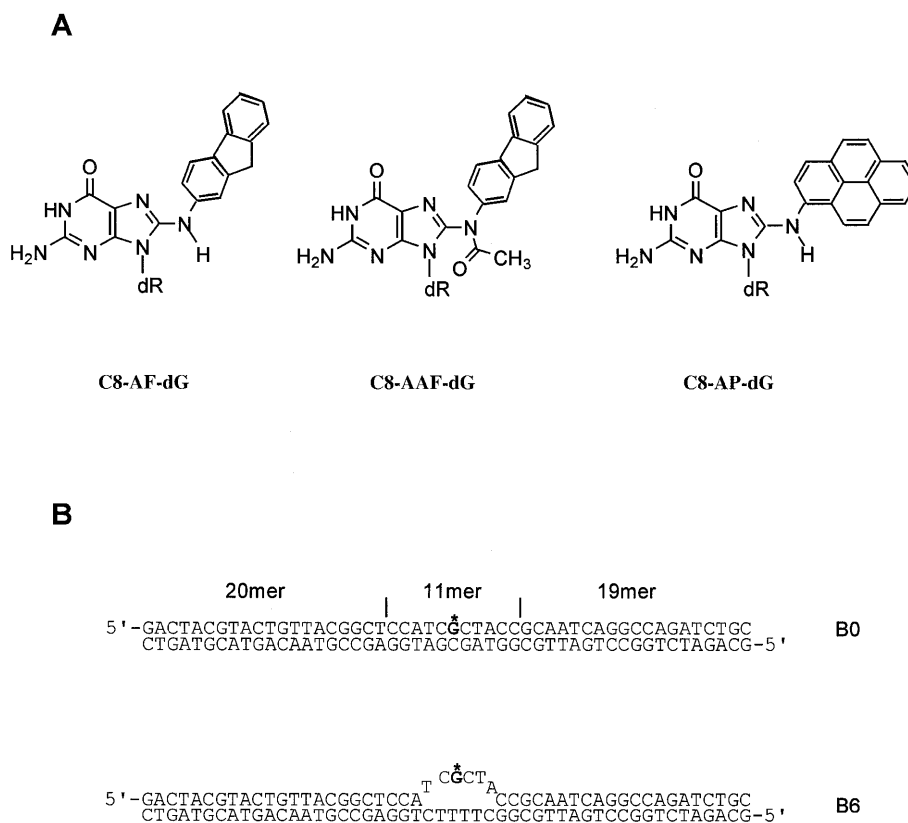 A
O
HN
N
H₂N
N
N
dR
N
H
C8-AF-dG
O
HN
N
H₂N
N
N
dR
N
O
CH₃
C8-AAF-dG
O
HN
N
H₂N
N
N
dR
N
H
C8-AP-dG
B
20mer | 11mer | 19mer
*
5'-GACTACGTACTGTTACGGCTCCATCGCTACCGCAATCAGGCCAGATCTGC B0
CTGATGCATGACAATGCCGAGGTAGCGATGGCGTTAGTCCGGTCTAGACG-5'
*
T CGCT A
5'-GACTACGTACTGTTACGGCTCCA CCGCAATCAGGCCAGATCTGC B6
CTGATGCATGACAATGCCGAGGTCTTTTCGGCGTTAGTCCGGTCTAGACG-5'